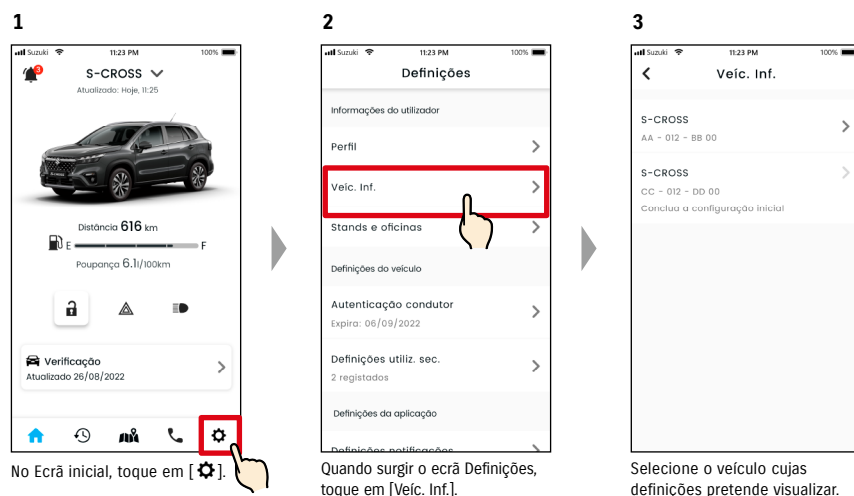 1
Suzuki 11:23 PM 100%
3
S-CROSS
Atualizado: Hoje, 11:25
Distância 616 km
E F
Poupança 6.1l/100km
Verificação
Atualizado 26/08/2022
No Ecrã inicial, toque em [ ].
2
Suzuki 11:23 PM 100%
Definições
Informações do utilizador
Perfil
Veíc. Inf.
Stands e oficinas
Definições do veículo
Autenticação condutor
Expira: 06/09/2022
Definições utiliz. sec.
2 registados
Definições da aplicação
Definições notificações
Quando surgir o ecrã Definições,
toque em [Veíc. Inf.].
3
Suzuki 11:23 PM 100%
Veíc. Inf.
S-CROSS
AA - 012 - BB 00
S-CROSS
CC - 012 - DD 00
Conclua a configuração inicial
Selecione o veículo cujas
definições pretende visualizar.